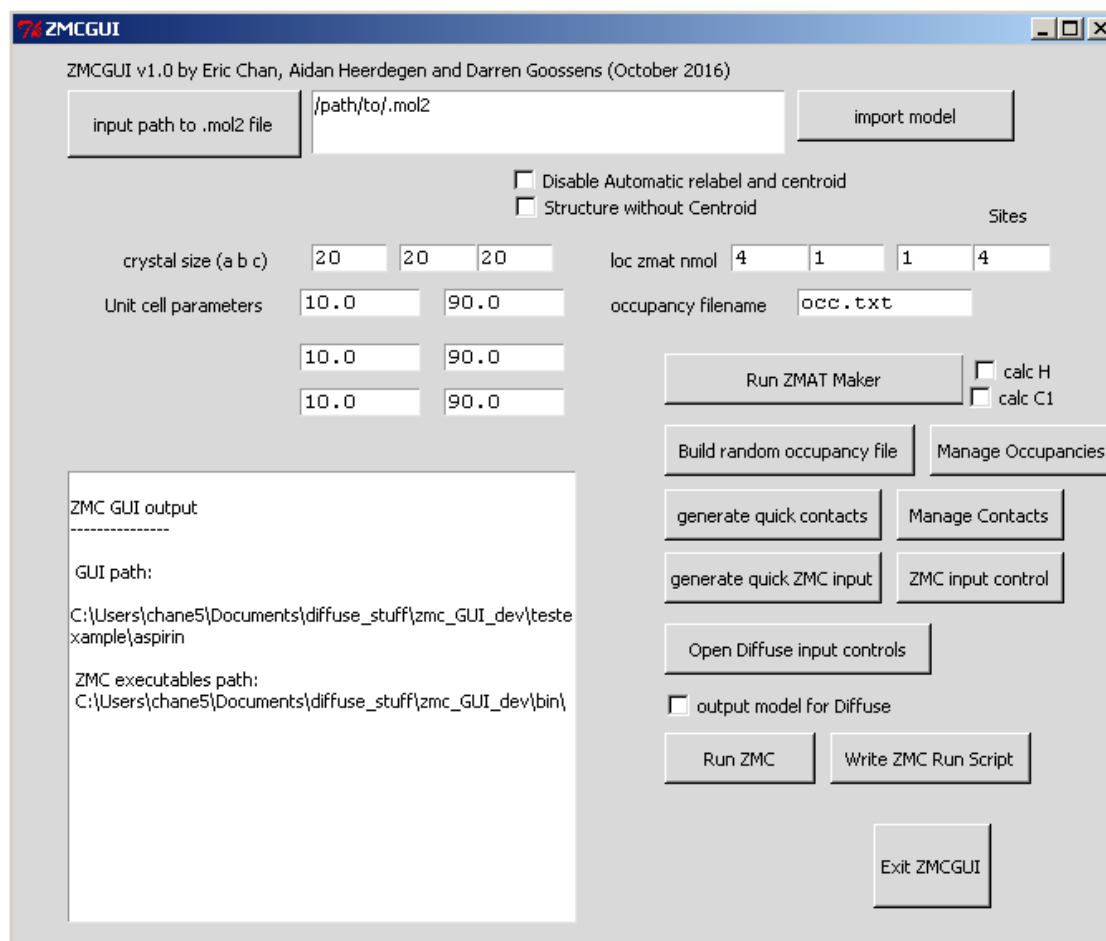 ZMCGUI
ZMCGUI v1.0 by Eric Chan, Aidan Heerdegen and Darren Goossens (October 2016)
input path to .mol2 file
/path/to/.mol2
import model
Disable Automatic relabel and centroid
Structure without Centroid
Sites
crystal size (a b c) 20 20 20 loc zmat nmol 4 1 1 4
Unit cell parameters 10.0 90.0 occupancy filename occ.txt
10.0 90.0
10.0 90.0
Run ZMAT Maker
calc H
calc C1
Build random occupancy file Manage Occupancies
generate quick contacts Manage Contacts
generate quick ZMC input ZMC input control
Open Diffuse input controls
output model for Diffuse
Run ZMC Write ZMC Run Script
Exit ZMCGUI
ZMC GUI output
---------------
GUI path:
C:\Users\chane5\Documents\diffuse_stuff\zmc_GUI_dev\teste
xample\aspirin
ZMC executables path:
C:\Users\chane5\Documents\diffuse_stuff\zmc_GUI_dev\bin\